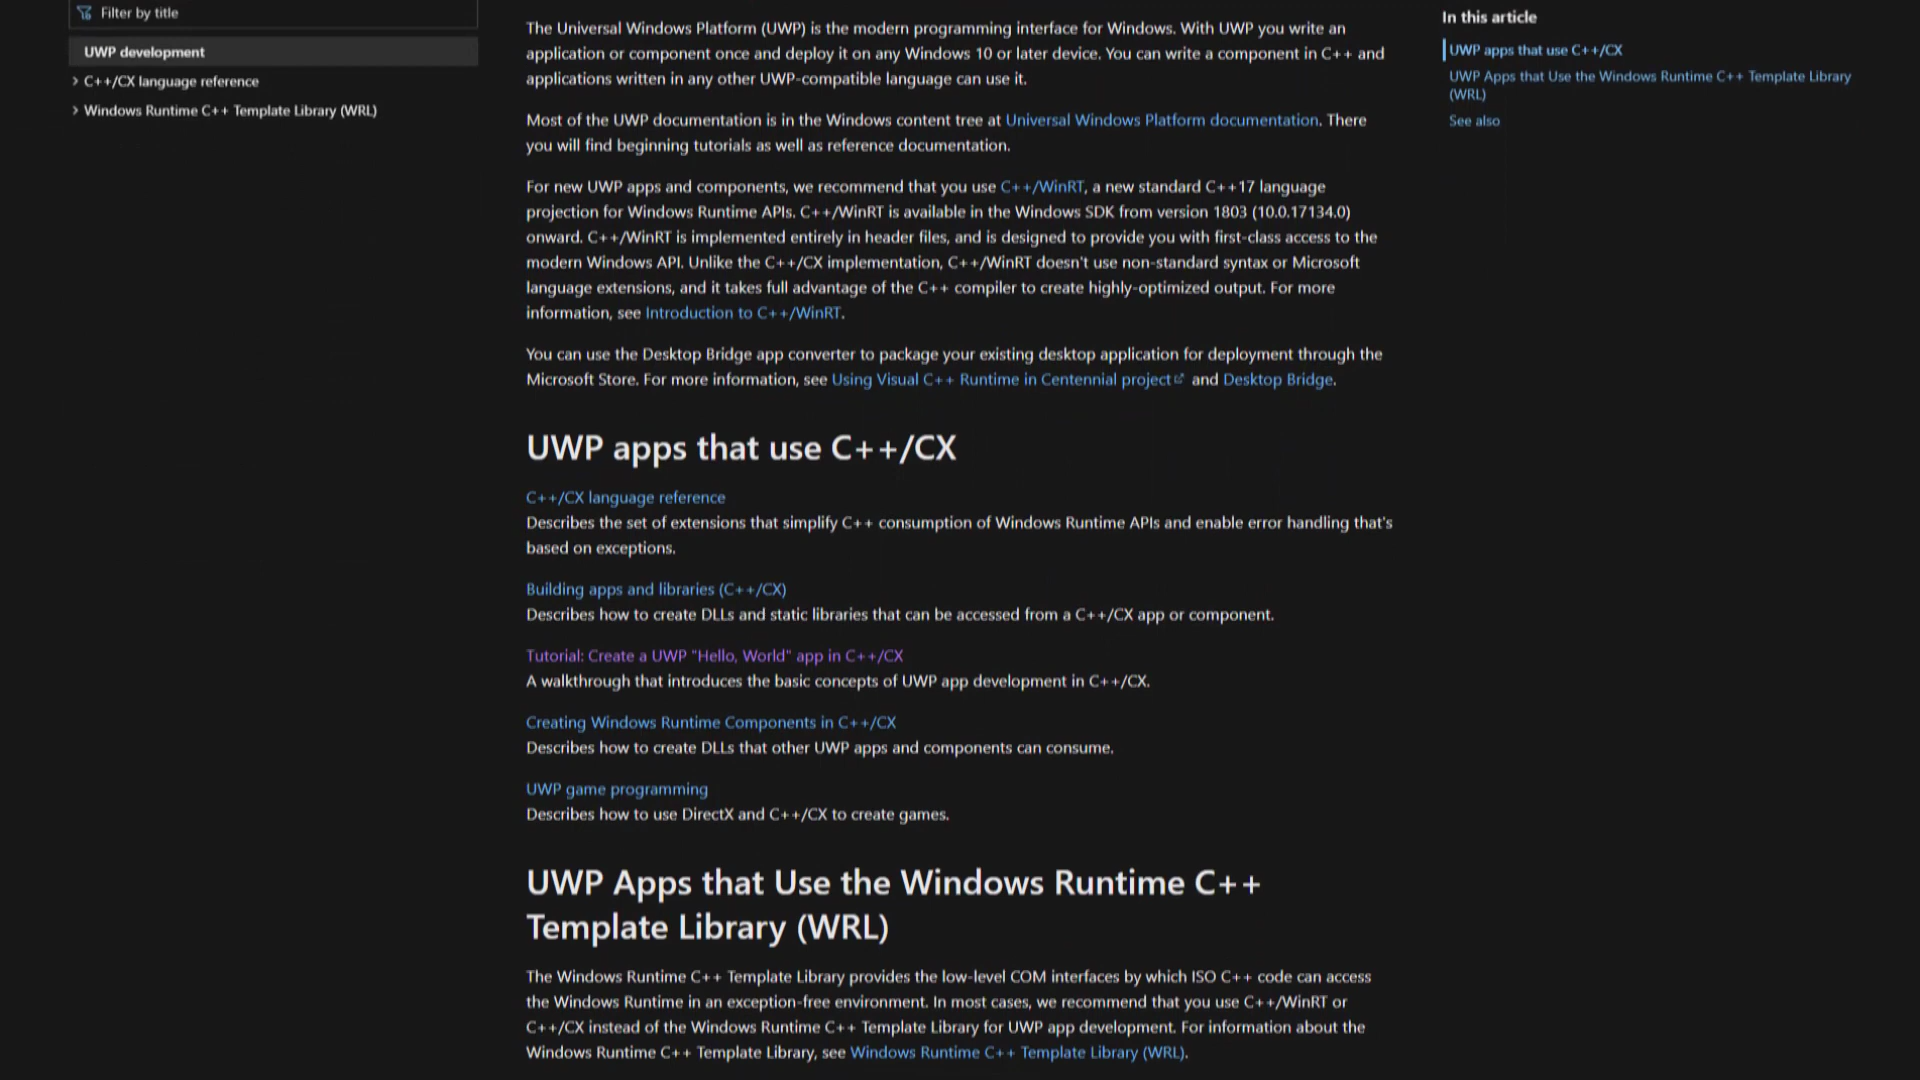 Filter by title
UWP development
C++/CX language reference
Windows Runtime C++ Template Library (WRL)
The Universal Windows Platform (UWP) is the modern programming interface for Windows. With UWP you write an
application or component once and deploy it on any Windows 10 or later device. You can write a component in C++ and
applications written in any other UWP-compatible language can use it.
Most of the UWP documentation is in the Windows content tree at Universal Windows Platform documentation. There
you will find beginning tutorials as well as reference documentation.
For new UWP apps and components, we recommend that you use C++/WinRT, a new standard C++17 language
projection for Windows Runtime APIs. C++/WinRT is available in the Windows SDK from version 1803 (10.0.17134.0)
onward. C++/WinRT is implemented entirely in header files, and is designed to provide you with first-class access to the
modern Windows API. Unlike the C++/CX implementation, C++/WinRT doesn't use non-standard syntax or Microsoft
language extensions, and it takes full advantage of the C++ compiler to create highly-optimized output. For more
information, see Introduction to C++/WinRT.
You can use the Desktop Bridge app converter to package your existing desktop application for deployment through the
Microsoft Store. For more information, see Using Visual C++ Runtime in Centennial project and Desktop Bridge.
UWP apps that use C++/CX
C++/CX language reference
Describes the set of extensions that simplify C++ consumption of Windows Runtime APIs and enable error handling that's
based on exceptions.
Building apps and libraries (C++/CX)
Describes how to create DLLs and static libraries that can be accessed from a C++/CX app or component.
Tutorial: Create a UWP "Hello, World" app in C++/CX
A walkthrough that introduces the basic concepts of UWP app development in C++/CX.
Creating Windows Runtime Components in C++/CX
Describes how to create DLLs that other UWP apps and components can consume.
UWP game programming
Describes how to use DirectX and C++/CX to create games.
UWP Apps that Use the Windows Runtime C++
Template Library (WRL)
The Windows Runtime C++ Template Library provides the low-level COM interfaces by which ISO C++ code can access
the Windows Runtime in an exception-free environment. In most cases, we recommend that you use C++/WinRT or
C++/CX instead of the Windows Runtime C++ Template Library for UWP app development. For information about the
Windows Runtime C++ Template Library, see Windows Runtime C++ Template Library (WRL).
In this article
UWP apps that use C++/CX
UWP Apps that Use the Windows Runtime C++ Template Library
(WRL)
See also